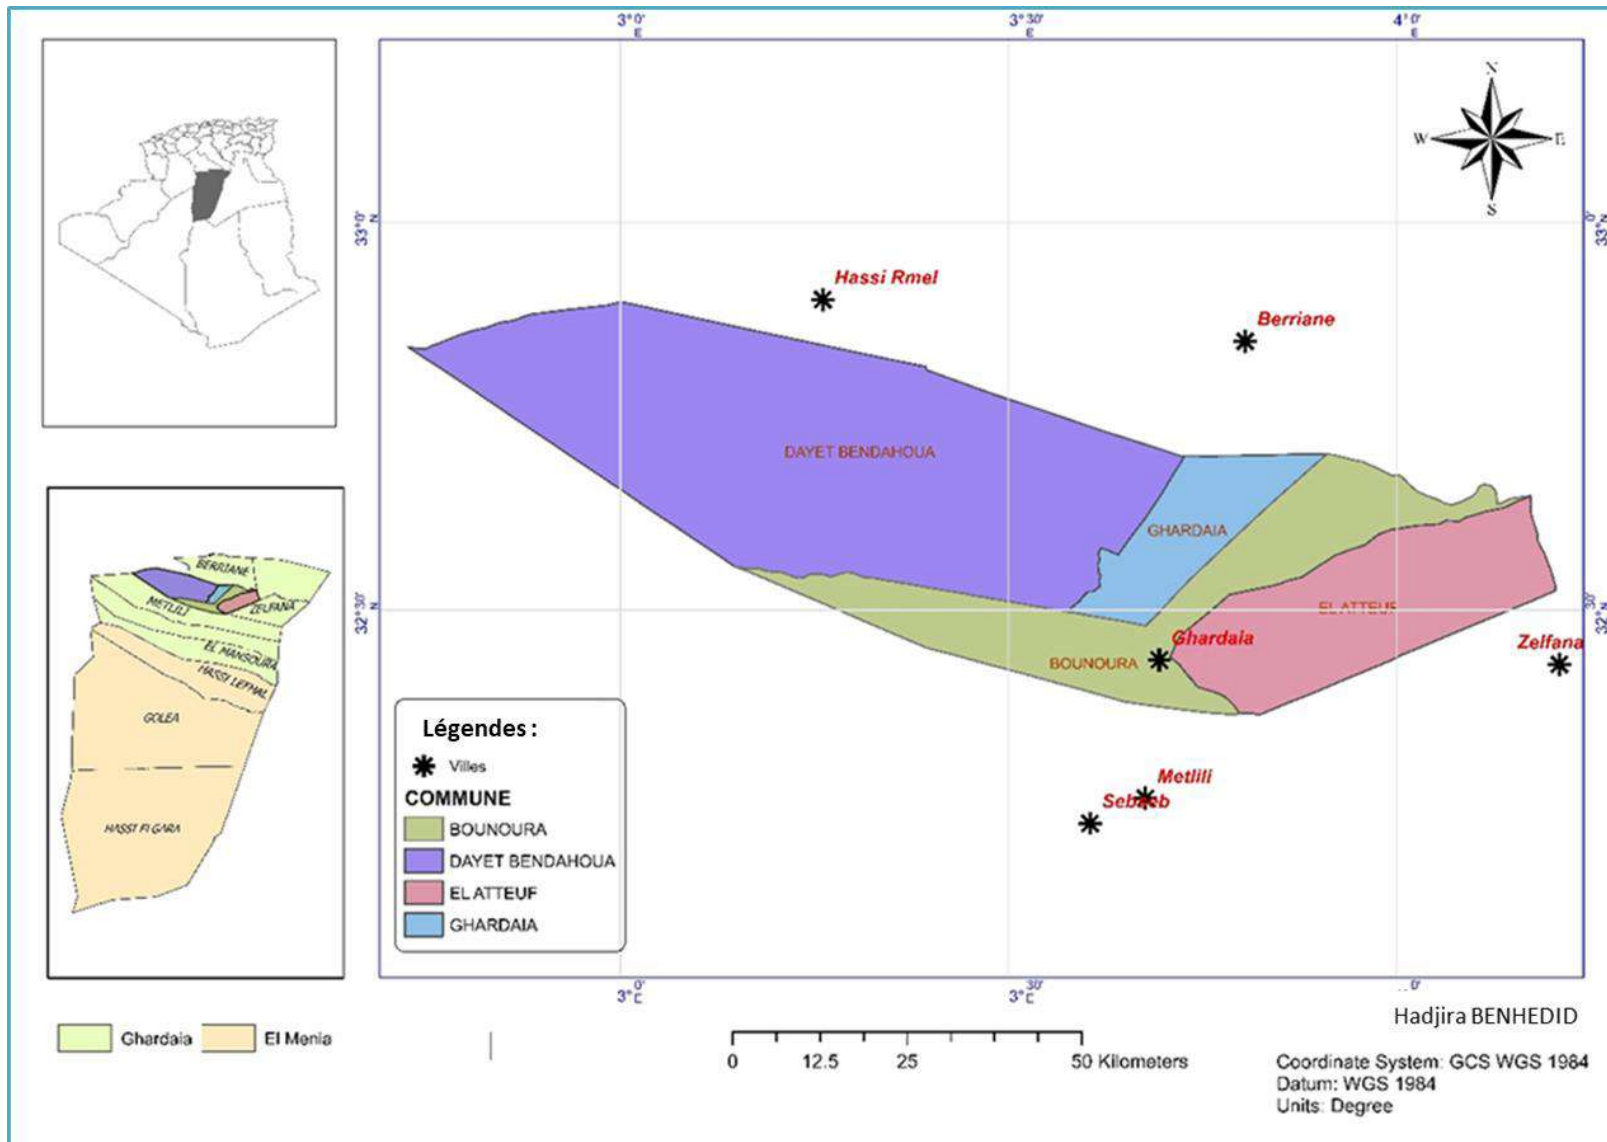 3°0' E
3°30' E
4°0' E
N
W
E
S
33°0' N
33°0' N
Hassi Rmel
Berriane
DAYET BENDAHOUA
GHARDAIA
EL ATTEUF
BOUNOURA
Ghardaia
Zelfana
Metlili
Sebseb
32°30' N
32°30' N
BERRIANE
METLILI
ZELFANA
EL MANSOURA
HASSI LEFHAL
GOLEA
HASSI FI GARA
Légendes :
Villes
COMMUNE
BOUNOURA
DAYET BENDAHOUA
EL ATTEUF
GHARDAIA
3°0' E
3°30' E
Ghardaia
El Menia
Hadjira BENHEDID
0 12.5 25 50 Kilometers
Coordinate System: GCS WGS 1984
Datum: WGS 1984
Units: Degree